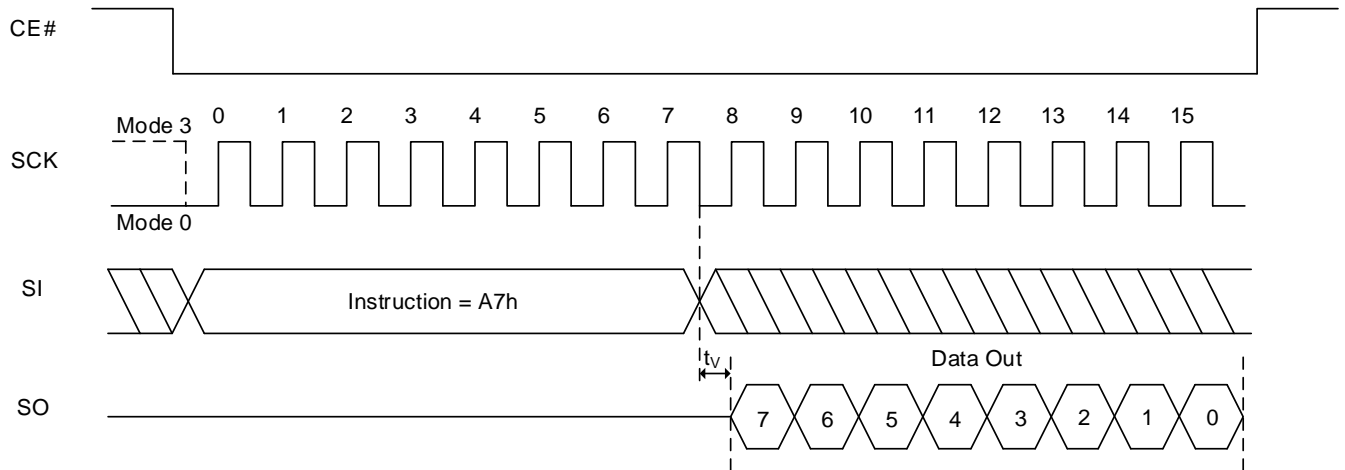 CE#
Mode 3 0 1 2 3 4 5 6 7 8 9 10 11 12 13 14 15
SCK
Mode 0
SI Instruction = A7h
tV Data Out
SO 7 6 5 4 3 2 1 0